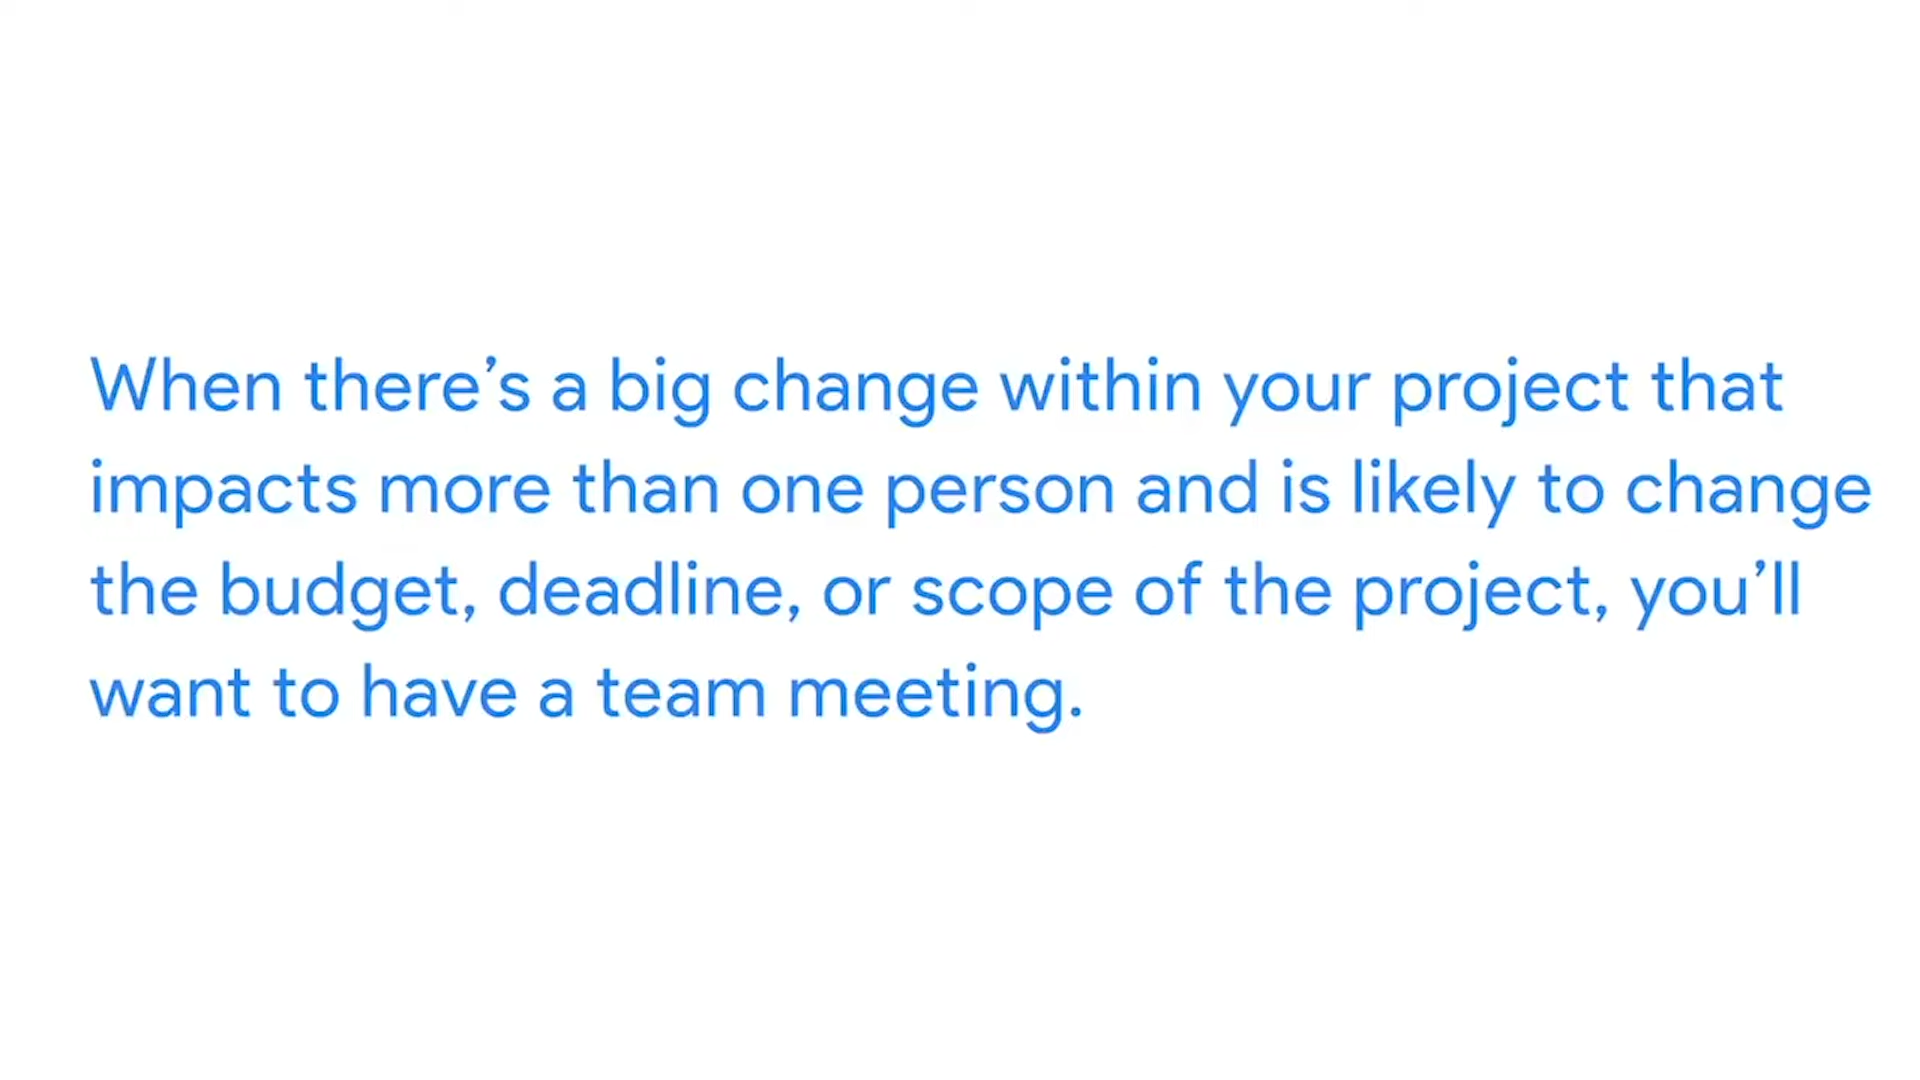 When there’s a big change within your project that
impacts more than one person and is likely to change
the budget, deadline, or scope of the project, you’ll
want to have a team meeting.